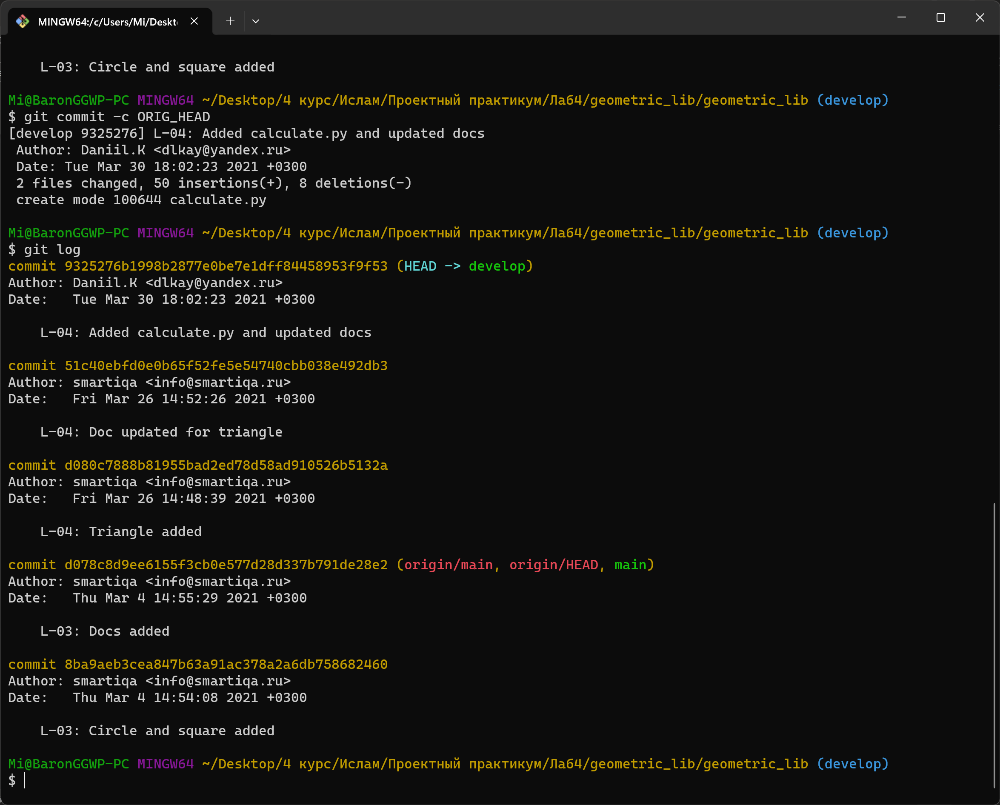 MINGW64:/c/Users/Mi/Deskt
L-03: Circle and square added
Mi@BaronGGWP-PC MINGW64 ~/Desktop/4 курс/Ислам/Проектный практикум/Лаб4/geometric_lib/geometric_lib (develop)
$ git commit -c ORIG_HEAD
[develop 9325276] L-04: Added calculate.py and updated docs
Author: Daniil.K <dlkay@yandex.ru>
Date: Tue Mar 30 18:02:23 2021 +0300
2 files changed, 50 insertions(+), 8 deletions(-)
create mode 100644 calculate.py
Mi@BaronGGWP-PC MINGW64 ~/Desktop/4 курс/Ислам/Проектный практикум/Лаб4/geometric_lib/geometric_lib (develop)
$ git log
commit 9325276b1998b2877e0be7e1dff84458953f9f53 (HEAD -> develop)
Author: Daniil.K <dlkay@yandex.ru>
Date:   Tue Mar 30 18:02:23 2021 +0300
L-04: Added calculate.py and updated docs
commit 51c40ebfd0e0b65f52fe5e54740cbb038e492db3
Author: smartiqa <info@smartiqa.ru>
Date:   Fri Mar 26 14:52:26 2021 +0300
L-04: Doc updated for triangle
commit d080c7888b81955bad2ed78d58ad910526b5132a
Author: smartiqa <info@smartiqa.ru>
Date:   Fri Mar 26 14:48:39 2021 +0300
L-04: Triangle added
commit d078c8d9ee6155f3cb0e577d28d337b791de28e2 (origin/main, origin/HEAD, main)
Author: smartiqa <info@smartiqa.ru>
Date:   Thu Mar 4 14:55:29 2021 +0300
L-03: Docs added
commit 8ba9aeb3cea847b63a91ac378a2a6db758682460
Author: smartiqa <info@smartiqa.ru>
Date:   Thu Mar 4 14:54:08 2021 +0300
L-03: Circle and square added
Mi@BaronGGWP-PC MINGW64 ~/Desktop/4 курс/Ислам/Проектный практикум/Лаб4/geometric_lib/geometric_lib (develop)
$